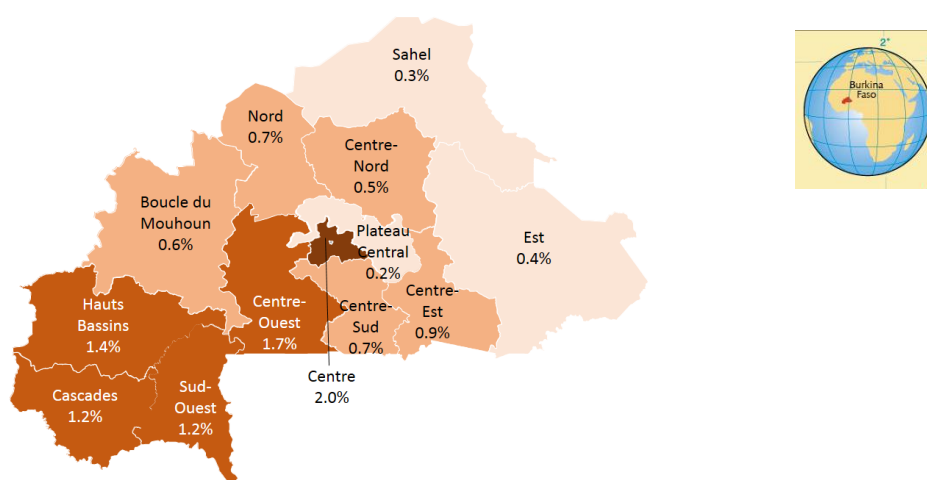 Sahel
0.3%
Nord
0.7%
Centre-
Nord
0.5%
Boucle du
Mouhoun
0.6%
Plateau
Central
0.2%
Est
0.4%
Hauts
Bassins
1.4%
Centre-
Ouest
1.7%
Centre-
Sud
0.7%
Centre-
Est
0.9%
Centre
2.0%
Cascades
1.2%
Sud-
Ouest
1.2%
2°
Burkina
Faso